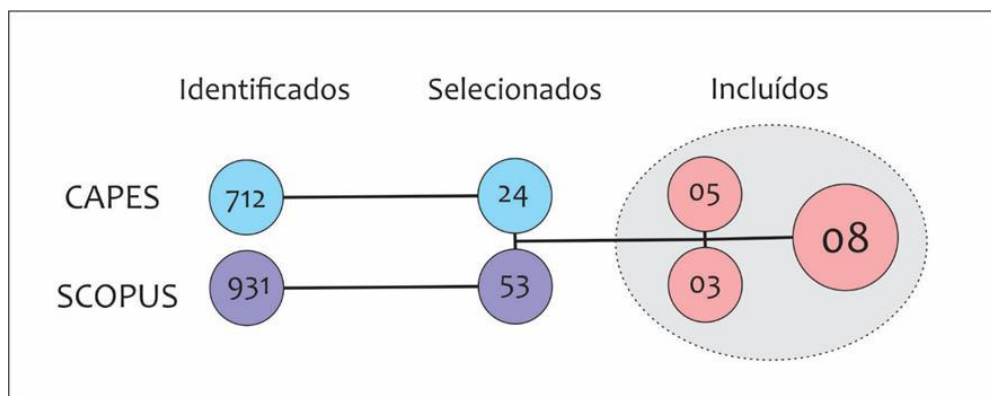 Identificados Selecionados Incluídos
CAPES 712 24 05
08
SCOPUS 931 53 03